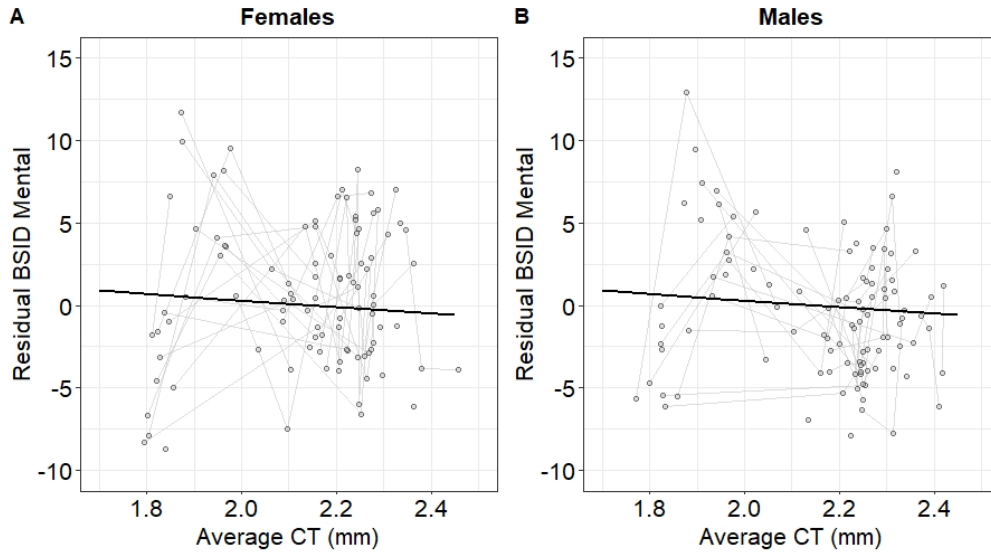 A Females
15
10
5
0
-5
-10
Residual BSID Mental
1.8 2.0 2.2 2.4
Average CT (mm)
B Males
15
10
5
0
-5
-10
Residual BSID Mental
1.8 2.0 2.2 2.4
Average CT (mm)